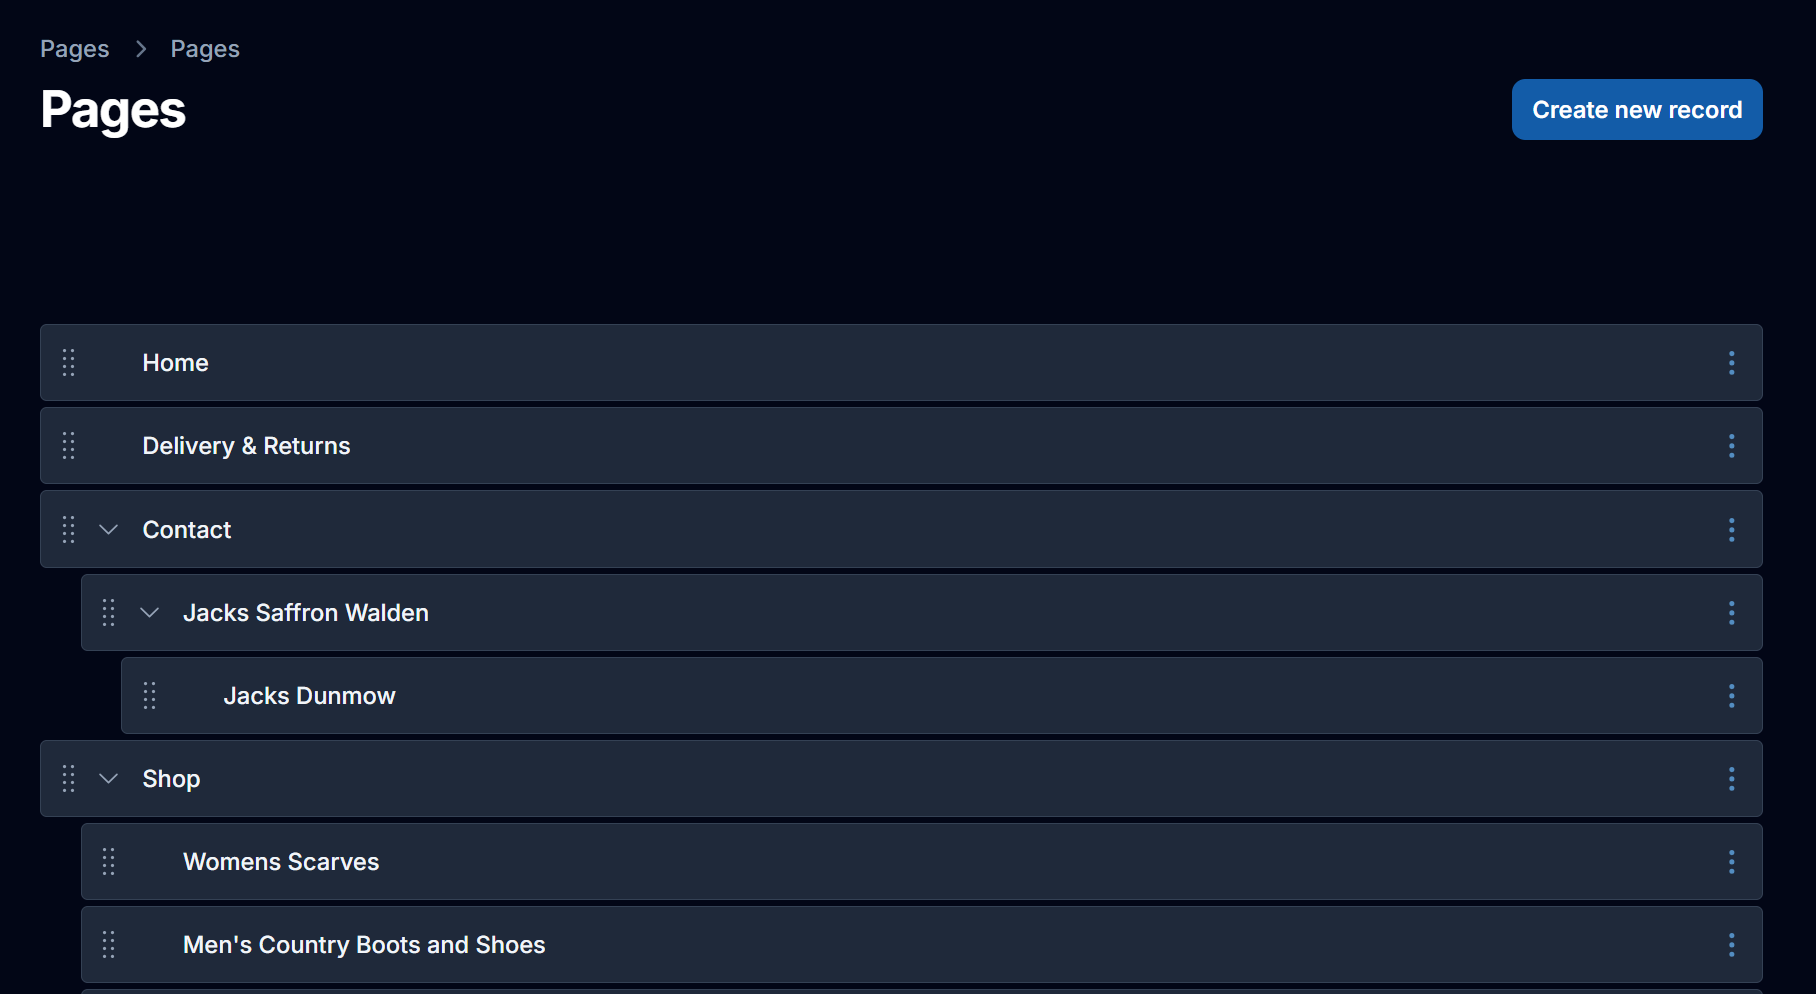 Pages > Pages
Pages
Create new record
Home
Delivery & Returns
Contact
Jacks Saffron Walden
Jacks Dunmow
Shop
Womens Scarves
Men's Country Boots and Shoes